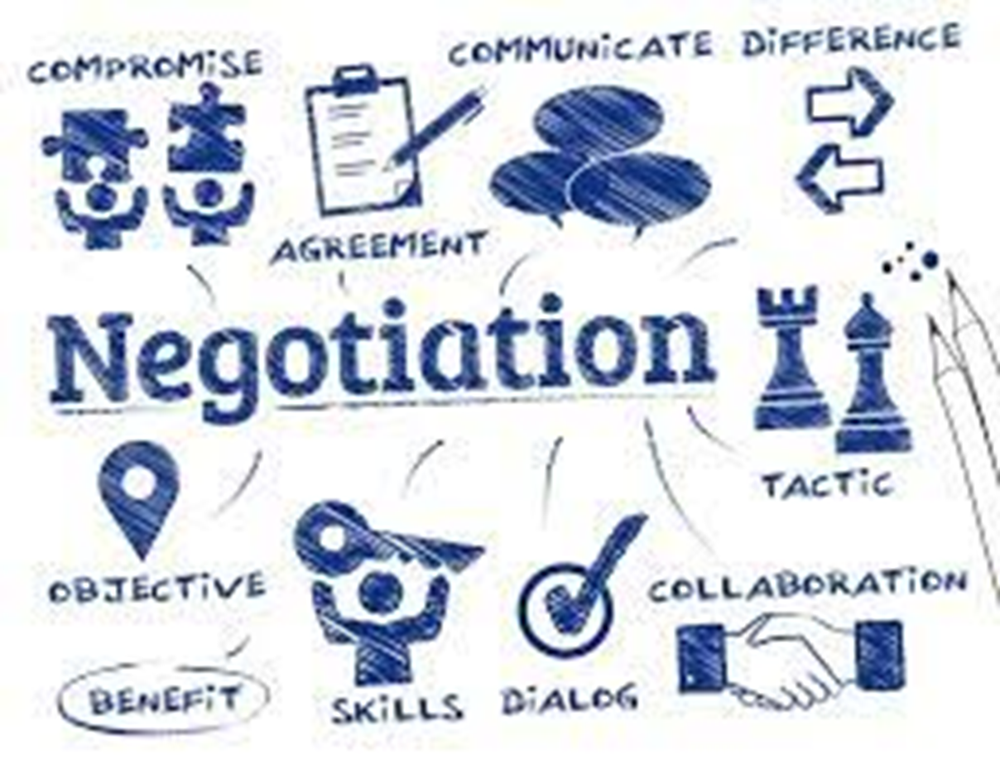 COMPROMiSE
COMMUNiCATE
DiFFERENCE
AGREEMENT
Negotiation
TACTiC
OBJECTiVE
COLLABORATiON
BENEFiT
SKiLLS
DiALOG